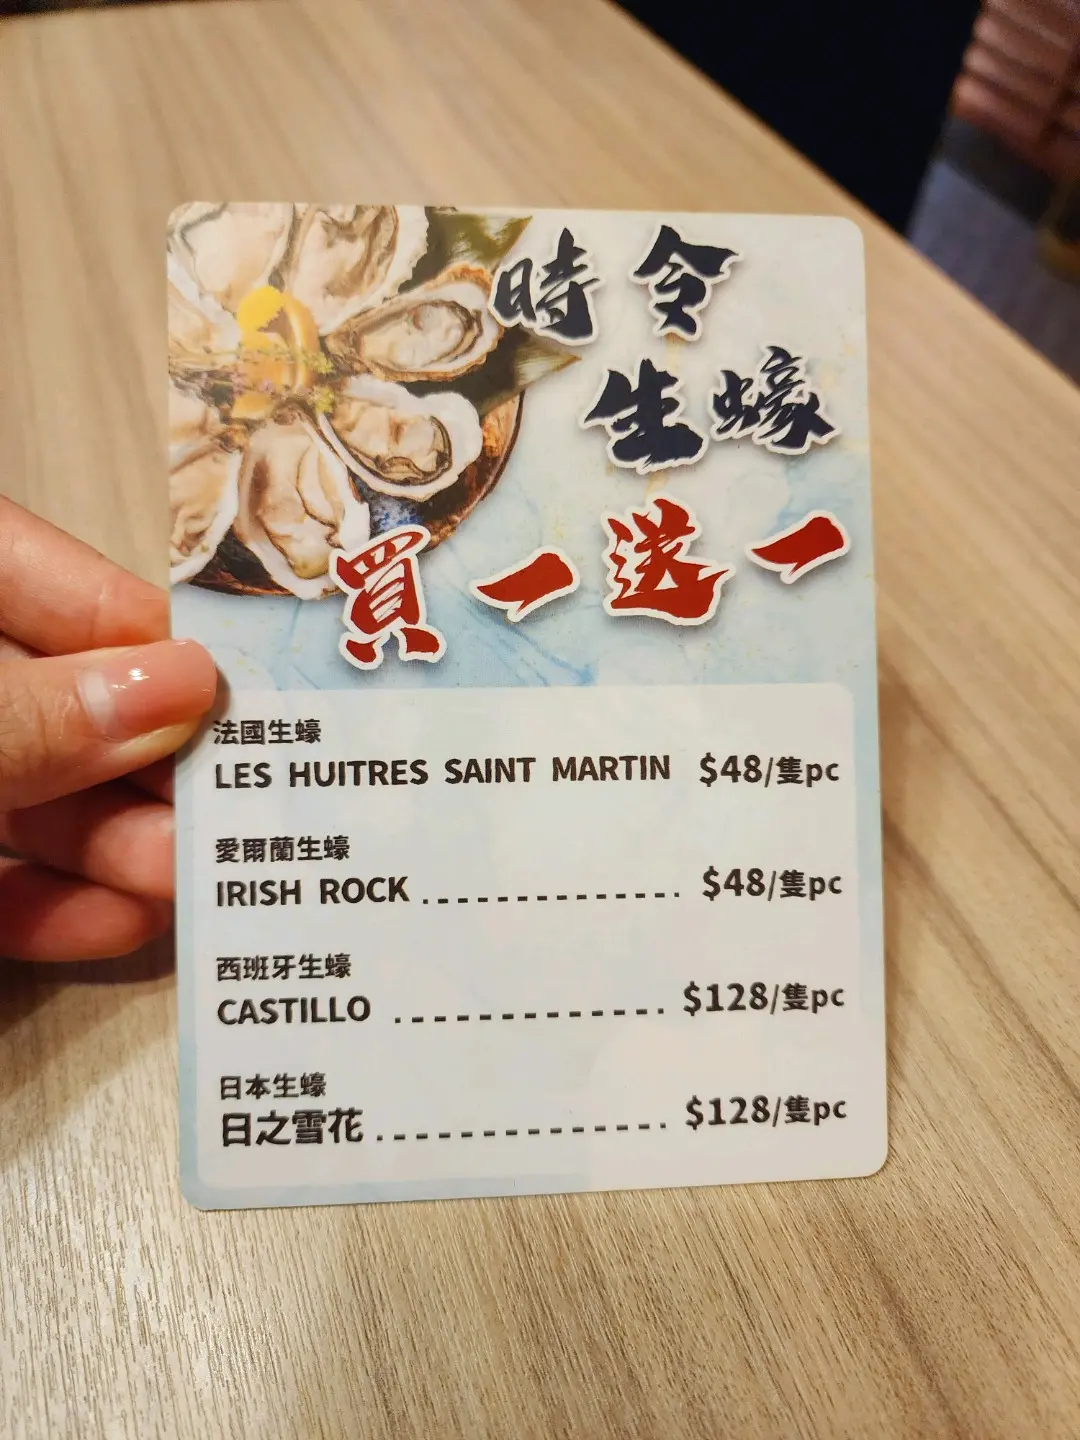 時令
生蠔
買一送一
法國生蠔
LES HUITRES SAINT MARTIN $48/隻pc
愛爾蘭生蠔
IRISH ROCK ................ $48/隻pc
西班牙生蠔
CASTILLO ................ $128/隻pc
日本生蠔
日之雪花 ................ $128/隻pc